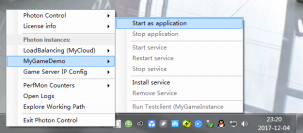 Photon Control
License info
Photon instances:
LoadBalancing (MyCloud)
MyGameDemo
Game Server IP Config
PerfMon Counters
Open Logs
Explore Working Path
Exit Photon Control
Start as application
Stop application
Start service
Restart service
Stop service
Install service
Remove Service
Run Testclient (MyGameInstance
23:20
2017-12-04